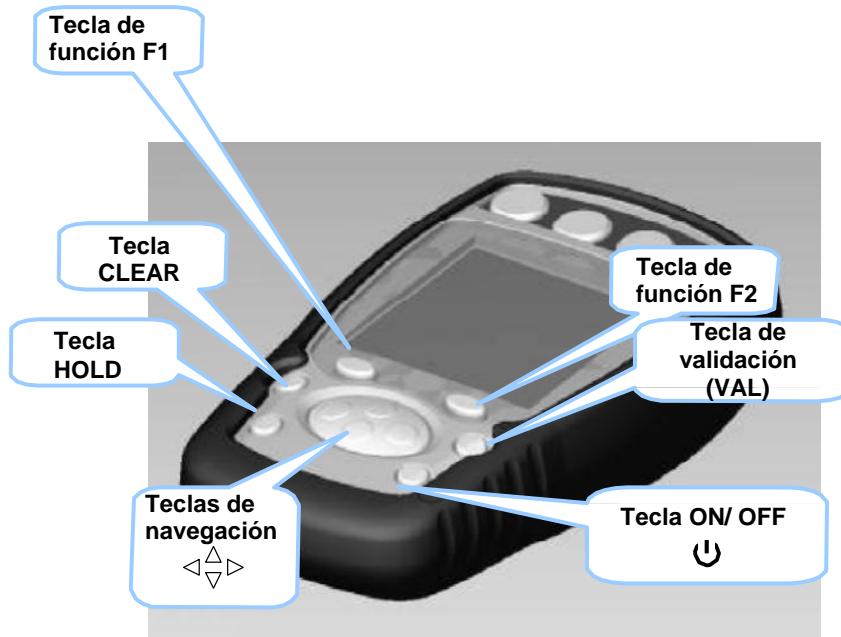 Tecla de
función F1
Tecla
CLEAR
Tecla
HOLD
Tecla de
función F2
Tecla de
validación
(VAL)
Teclas de
navegación
Tecla ON/ OFF